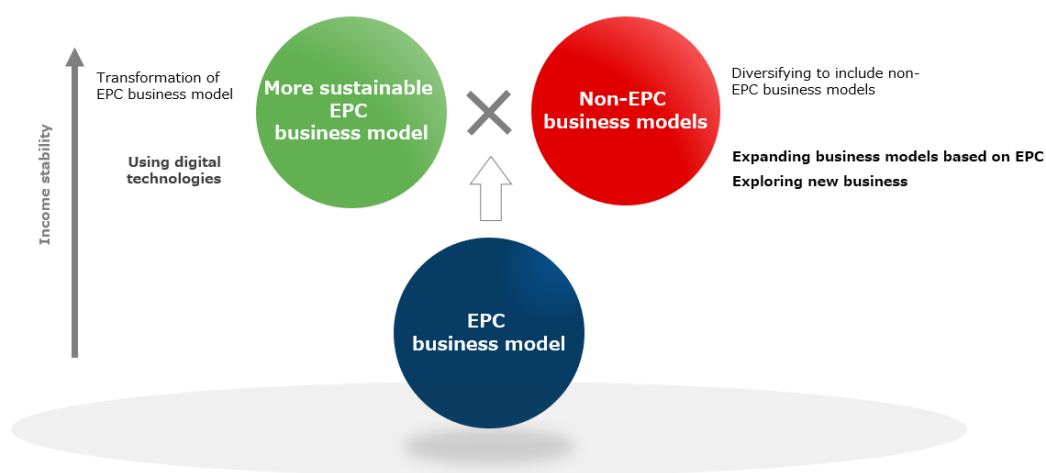 Income stability
Transformation of
EPC business model
Using digital
technologies
More sustainable
EPC
business model
Non-EPC
business models
Diversifying to include non-
EPC business models
Expanding business models based on EPC
Exploring new business
EPC
business model